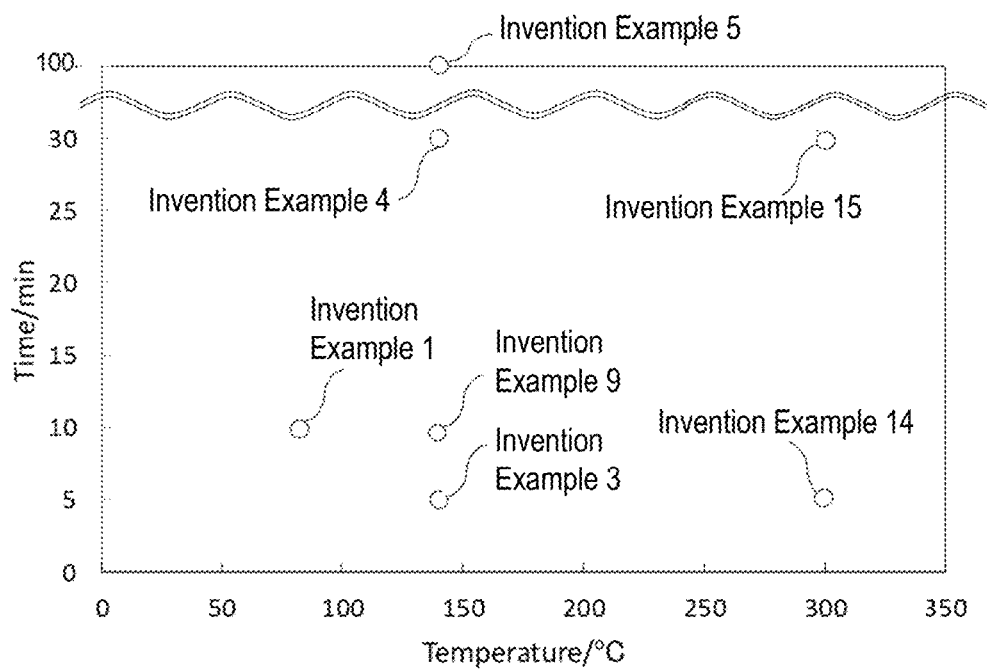 Invention Example 5
100
30
Invention Example 4
Invention Example 15
25
20
Invention
Example 1
Invention
Example 9
15
Time/min
Invention Example 14
10
Invention
Example 3
5
0
0 50 100 150 200 250 300 350
Temperature/°C